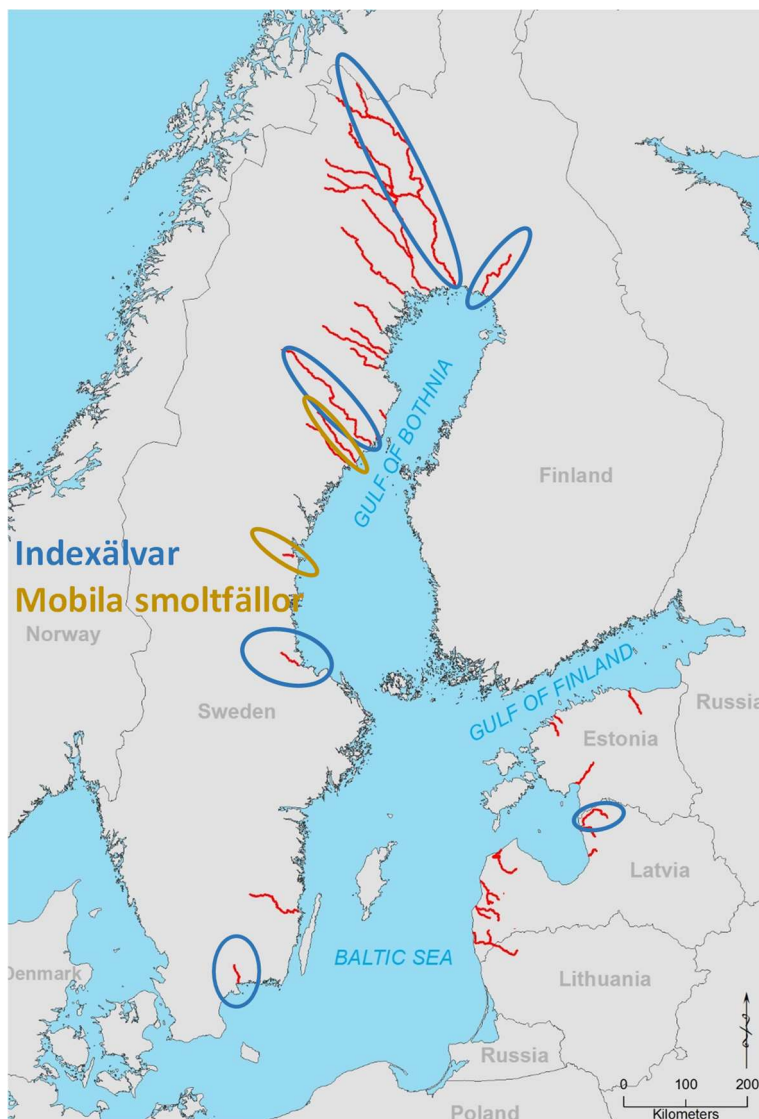 GULF OF BOTHNIA
Finland
Indexälvar
Mobila smoltfällor
Norway
GULF OF FINLAND
Sweden
Russia
Estonia
Latvia
BALTIC SEA
Denmark
Lithuania
Russia
Poland
0 100 200
Kilometers